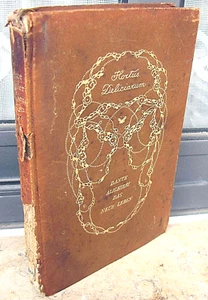 Hortus
Deliciarum
DANTE
ALIGHIERI
DAS
NEUE LEBEN